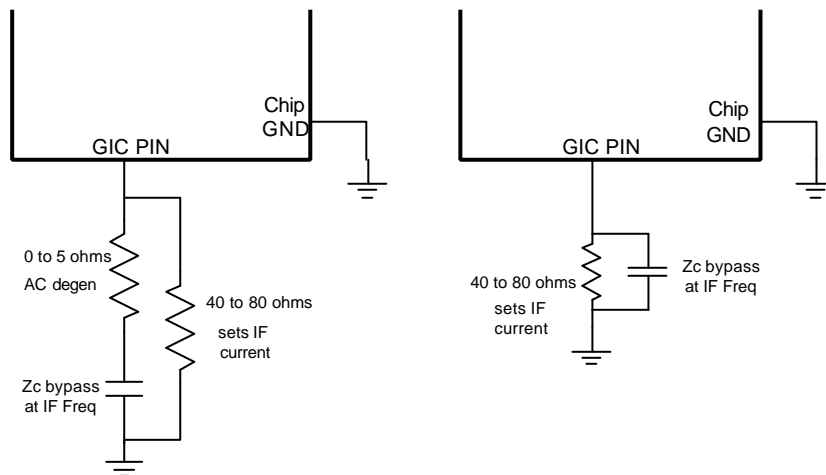 Chip
GND
GIC PIN
0 to 5 ohms
AC degen
40 to 80 ohms
sets IF
current
Zc bypass
at IF Freq
Chip
GND
GIC PIN
40 to 80 ohms
sets IF
current
Zc bypass
at IF Freq